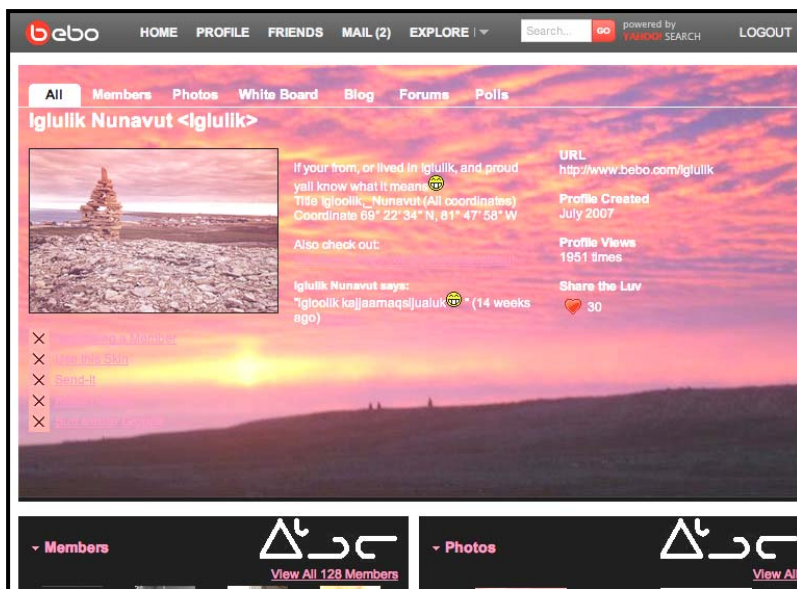 bebo HOME PROFILE FRIENDS MAIL (2) EXPLORE Search... GO powered by YAHOO! SEARCH LOGOUT
All Members Photos White Board Blog Forums Polls
Iglulik Nunavut <Iglulik>
If your from, or lived in Iglulik, and proud
yall know what it means
Title Igloolik,_Nunavut (All coordinates)
Coordinate 69° 22' 34" N, 81° 47' 58" W
Also check out:
Iglulik Nunavut says:
"Igloolik kajjaarnaqsijualuk " (14 weeks
ago)
URL
http://www.bebo.com/Iglulik
Profile Created
July 2007
Profile Views
1951 times
Share the Luv
30
a Member
Use this Skin
Send-It
Members
ᐃᒡᓗᓕ
View All 128 Members
Photos
ᐃᒡᓗᓕ
View All